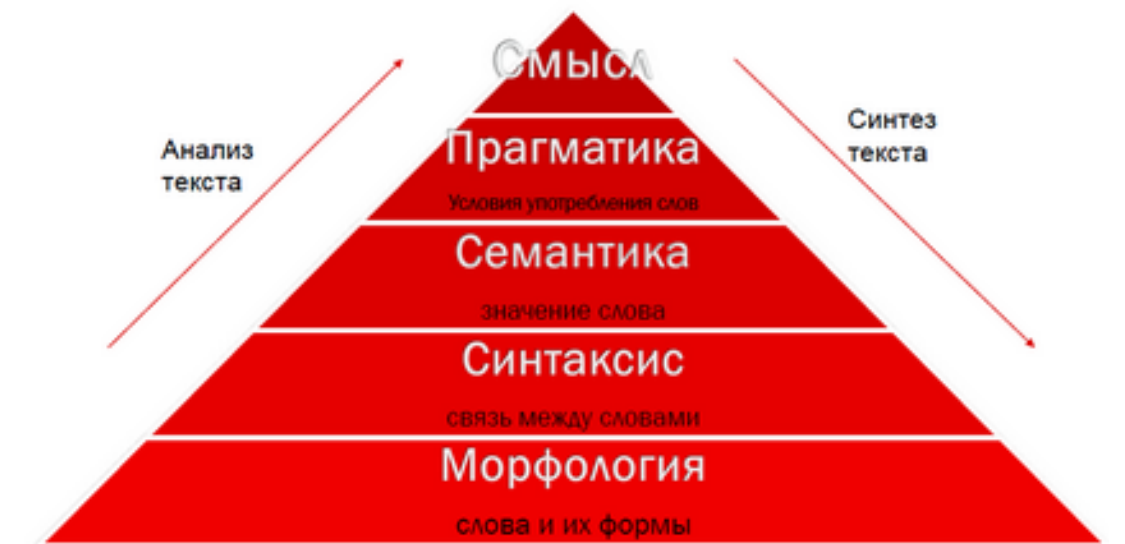 Смысл
Анализ
текста
Синтез
текста
Прагматика
Условия употребления слов
Семантика
значение слова
Синтаксис
связь между словами
Морфология
слова и их формы